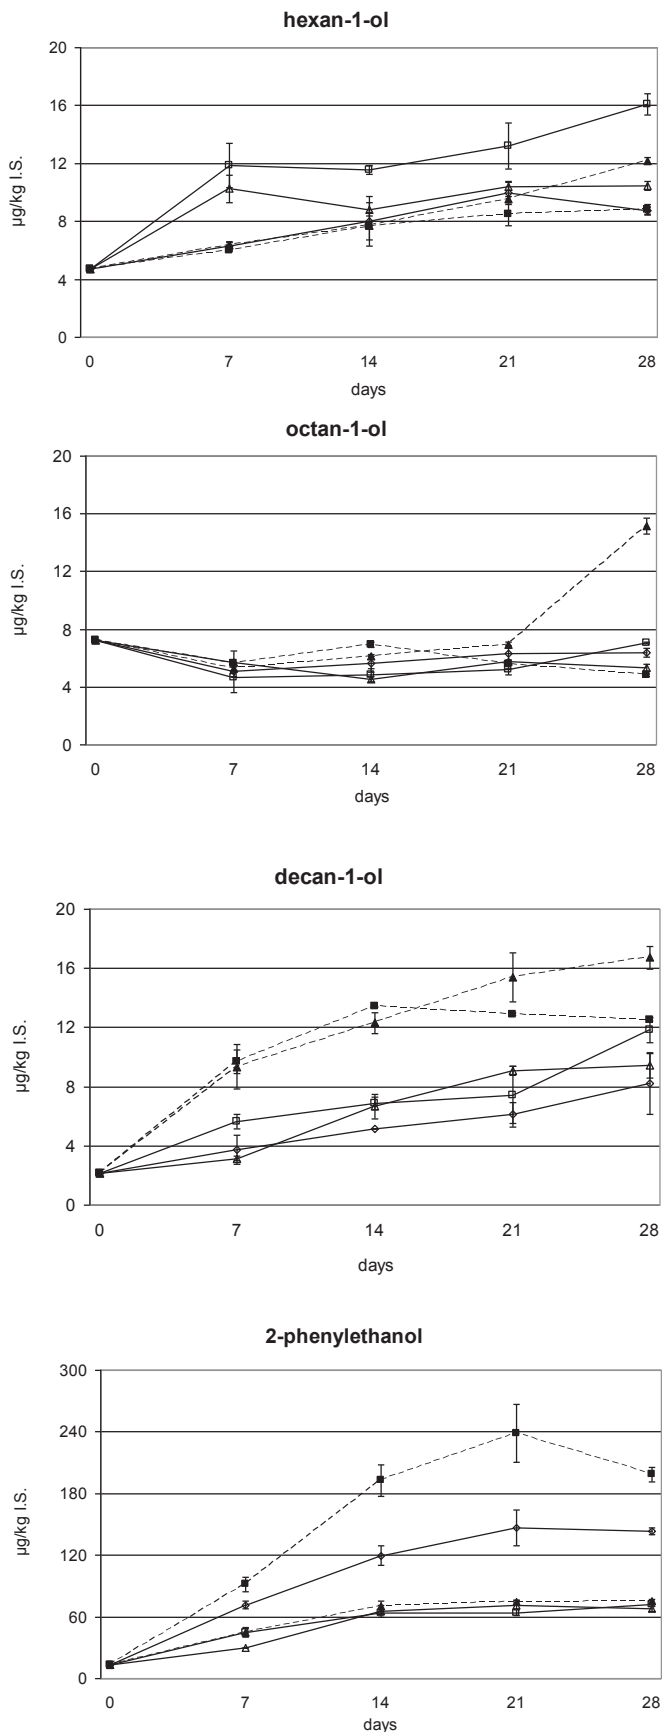 hexan-1-ol
20
16
12
8
4
0
µg/kg I.S.
0 7 14 21 28
days
octan-1-ol
20
16
12
8
4
0
µg/kg I.S.
0 7 14 21 28
days
decan-1-ol
20
16
12
8
4
0
µg/kg I.S.
0 7 14 21 28
days
2-phenylethanol
300
240
180
120
60
0
µg/kg I.S.
0 7 14 21 28
days